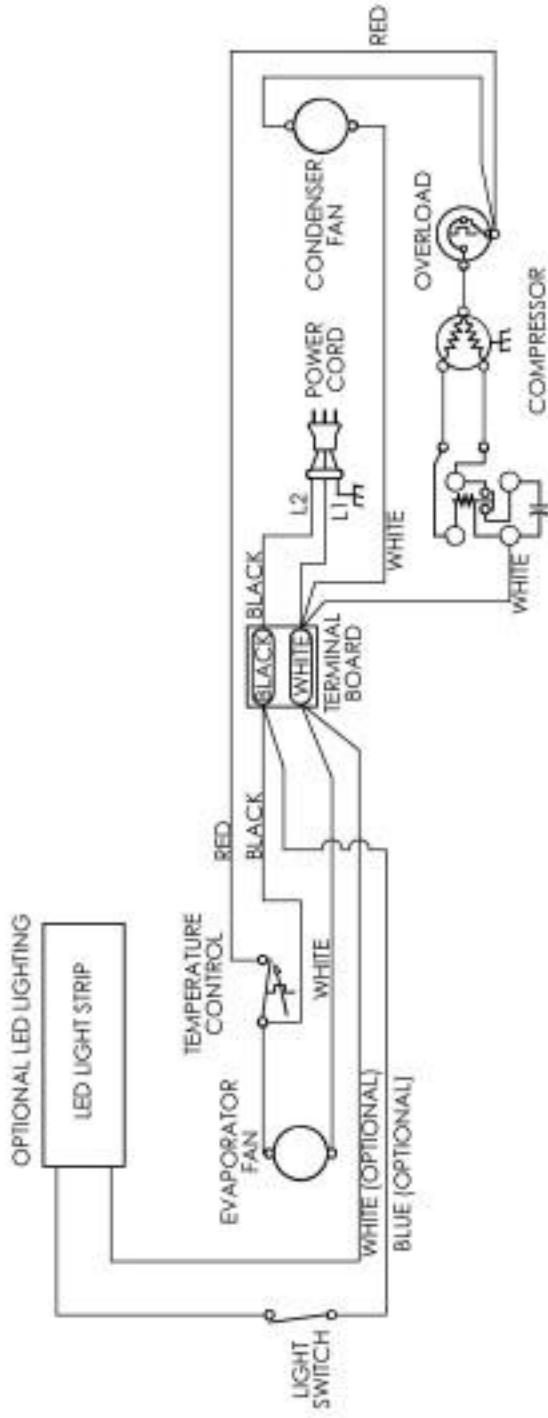 OPTIONAL LED LIGHTING
LED LIGHT STRIP
LIGHT
SWITCH
EVAPORATOR
FAN
TEMPERATURE
CONTROL
RED
BLACK
WHITE
WHITE (OPTIONAL)
BLUE (OPTIONAL)
BLACK
WHITE
TERMINAL
BOARD
BLACK
L2
L1
POWER
CORD
CONDENSER
FAN
WHITE
WHITE
OVERLOAD
COMPRESSOR
RED